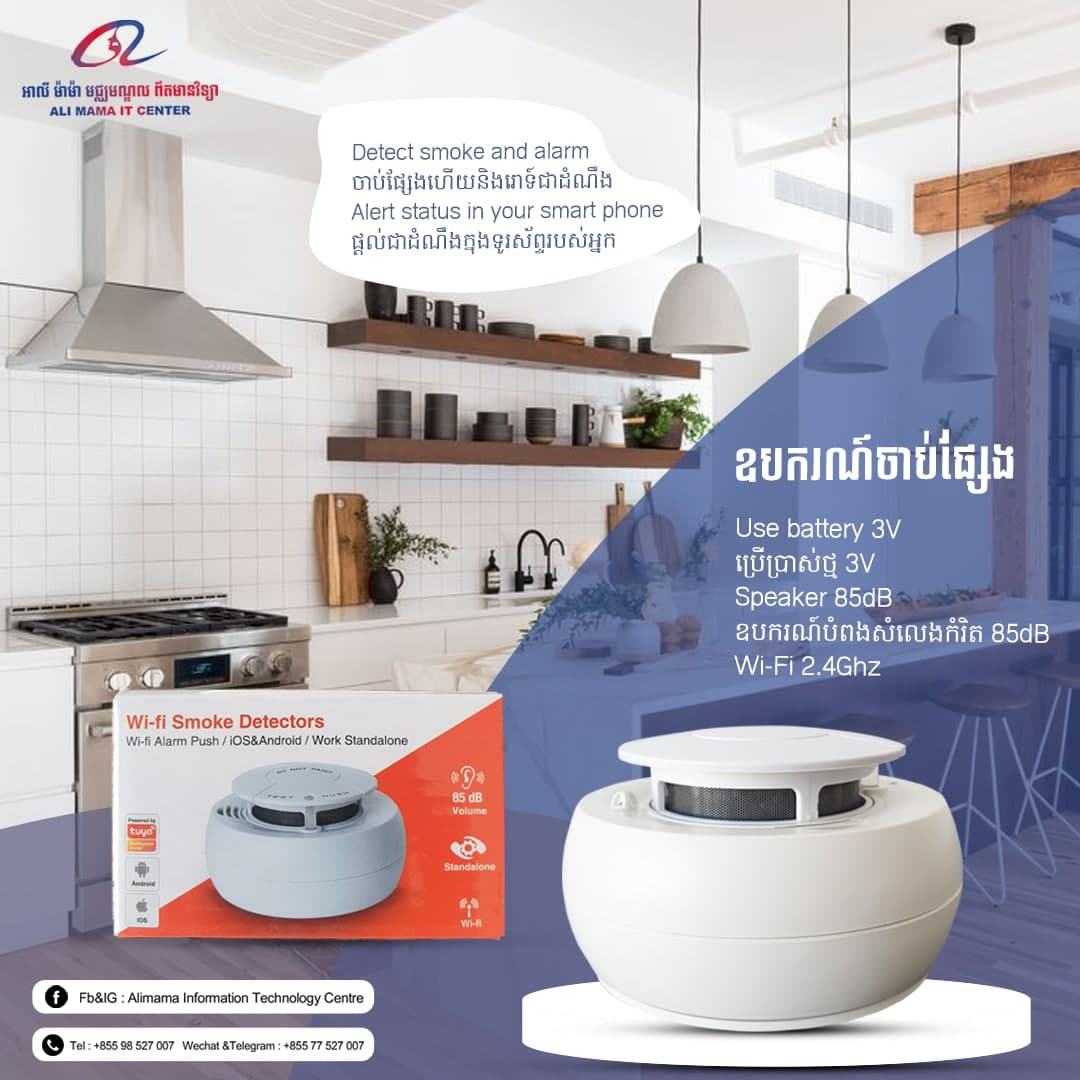 អាលី ម៉ាម៉ា មជ្ឈមណ្ឌល ព័តមានវិទ្យា
ALI MAMA IT CENTER
Detect smoke and alarm
ចាប់ផ្សែងហើយនិងរោទ៍ជាដំណឹង
Alert status in your smart phone
ផ្តល់ជាដំណឹងក្នុងទូរស័ព្ទរបស់អ្នក
ឧបករណ៍ចាប់ផ្សែង
Use battery 3V
ប្រើប្រាស់ថ្ម 3V
Speaker 85dB
ឧបករណ៍បំពងសំលេងកំរិត 85dB
Wi-Fi 2.4Ghz
Wi-fi Smoke Detectors
Wi-fi Alarm Push / iOS&Android / Work Standalone
DO NOT PAINT
TEST HUSH
85 dB
Volume
Standalone
Wi-fi
Powered by
tuya
Android
iOS
Fb&IG : Alimama Information Technology Centre
Tel : +855 98 527 007 Wechat &Telegram : +855 77 527 007